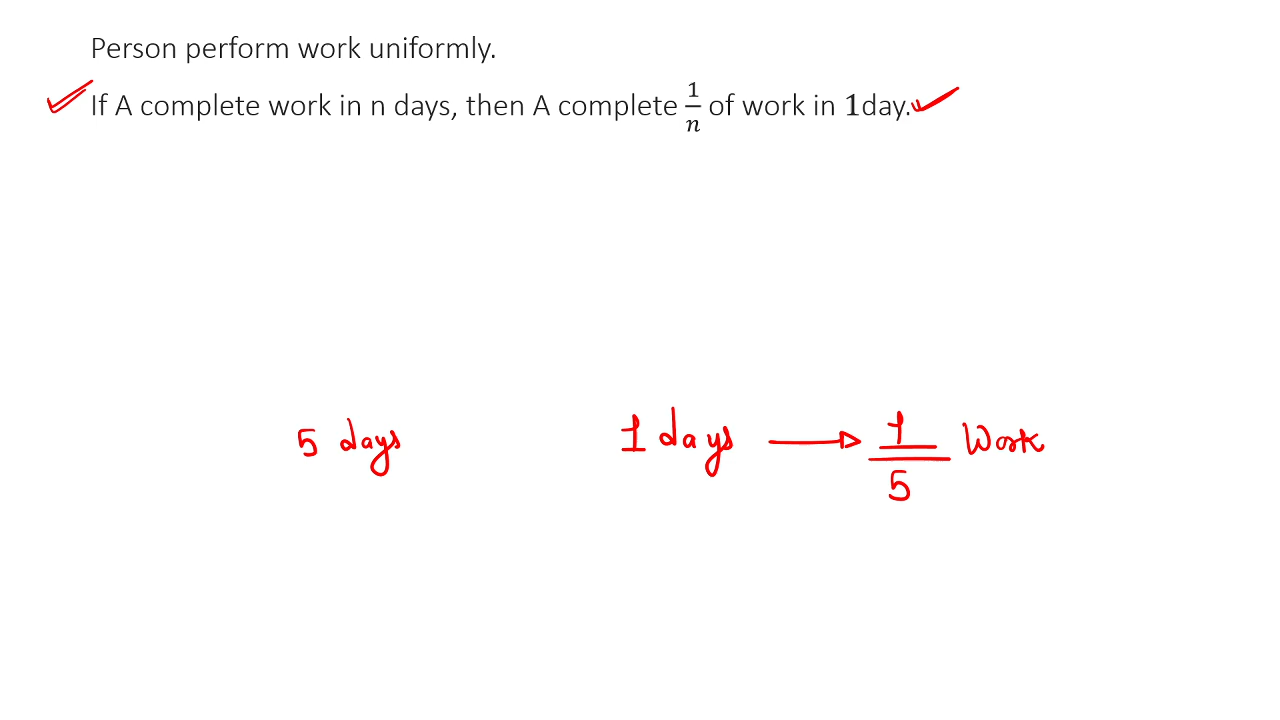 Person perform work uniformly.
If A complete work in n days, then A complete 1/n of work in 1day.
5 days 1 days → 1/5 Work